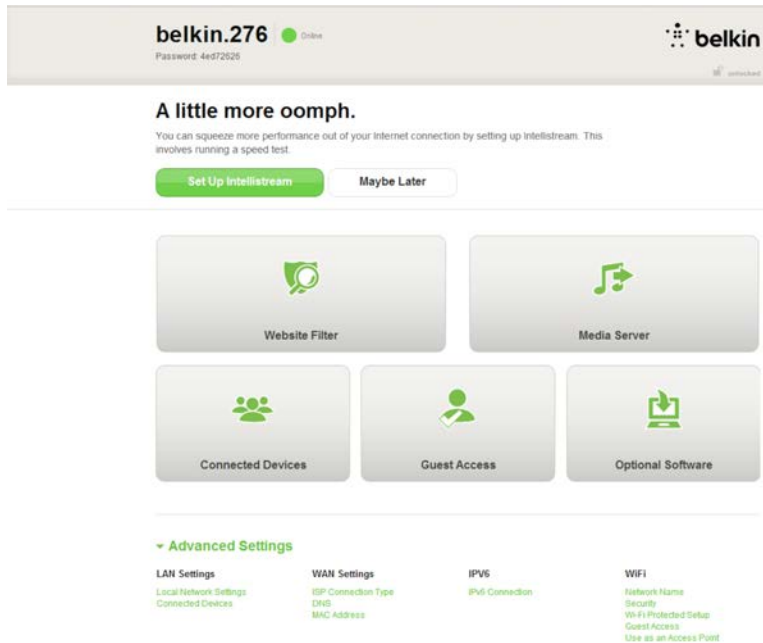 belkin.276
Online
Password: 4ed72626
belkin
unlocked
A little more oomph.
You can squeeze more performance out of your Internet connection by setting up Intellistream. This
involves running a speed test.
Set Up Intellistream
Maybe Later
Website Filter
Media Server
Connected Devices
Guest Access
Optional Software
Advanced Settings
LAN Settings
Local Network Settings
Connected Devices
WAN Settings
ISP Connection Type
DNS
MAC Address
IPV6
IPv6 Connection
WiFi
Network Name
Security
Wi-Fi Protected Setup
Guest Access
Use as an Access Point